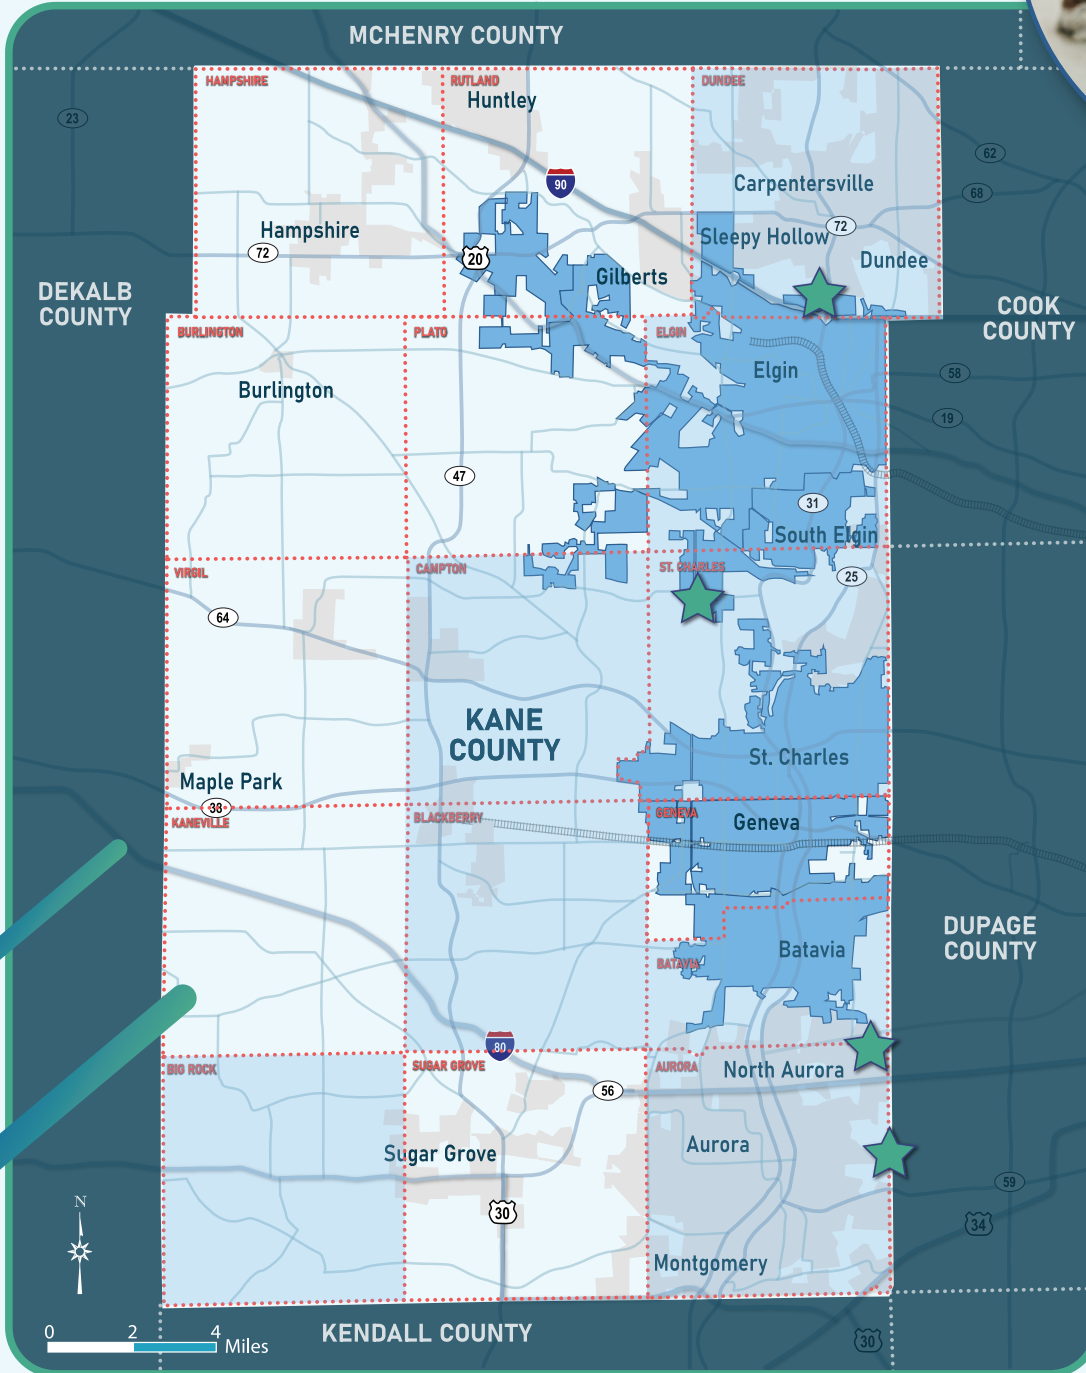 MCHENRY COUNTY
HAMPSHIRE
RUTLAND
DUNDEE
Huntley
23
62
90
Carpentersville
68
Hampshire
72
Sleepy Hollow
72
20
Dundee
Gilberts
DEKALB
COUNTY
COOK
COUNTY
BURLINGTON
PLATO
ELGIN
Elgin
58
Burlington
19
47
31
South Elgin
VIRGIL
CAMPTON
ST. CHARLES
25
64
KANE
COUNTY
St. Charles
Maple Park
38
KANEVILLE
BLACKBERRY
GENEVA
Geneva
DUPAGE
COUNTY
Batavia
BATAVIA
80
BIG ROCK
SUGAR GROVE
AURORA
North Aurora
56
Aurora
Sugar Grove
59
N
30
34
Montgomery
0 2 4
Miles
KENDALL COUNTY
30